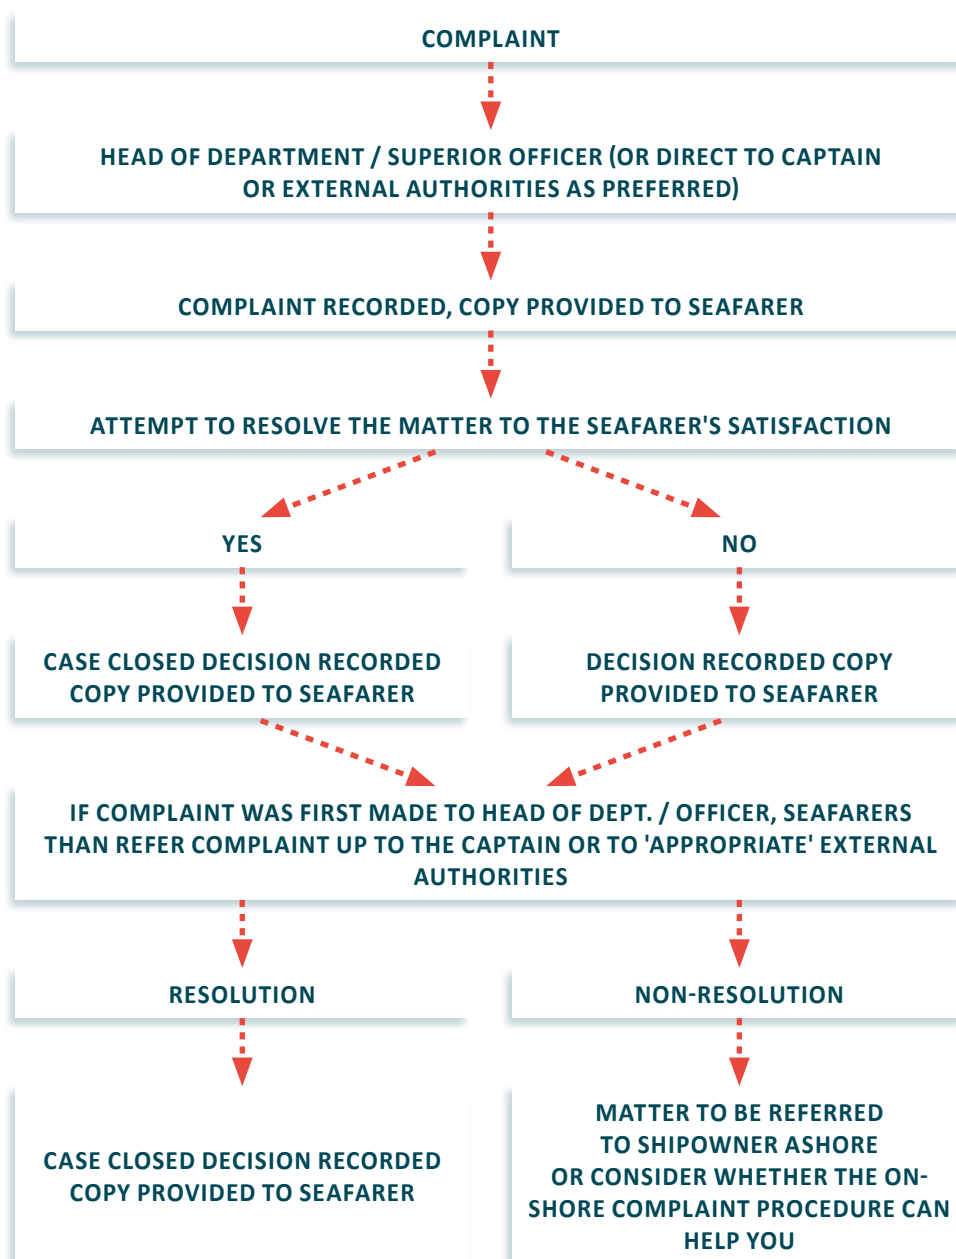 COMPLAINT
HEAD OF DEPARTMENT / SUPERIOR OFFICER (OR DIRECT TO CAPTAIN
OR EXTERNAL AUTHORITIES AS PREFERRED)
COMPLAINT RECORDED, COPY PROVIDED TO SEAFARER
ATTEMPT TO RESOLVE THE MATTER TO THE SEAFARER'S SATISFACTION
YES
NO
CASE CLOSED DECISION RECORDED
COPY PROVIDED TO SEAFARER
DECISION RECORDED COPY
PROVIDED TO SEAFARER
IF COMPLAINT WAS FIRST MADE TO HEAD OF DEPT. / OFFICER, SEAFARERS
THAN REFER COMPLAINT UP TO THE CAPTAIN OR TO 'APPROPRIATE' EXTERNAL
AUTHORITIES
RESOLUTION
NON-RESOLUTION
CASE CLOSED DECISION RECORDED
COPY PROVIDED TO SEAFARER
MATTER TO BE REFERRED
TO SHIPOWNER ASHORE
OR CONSIDER WHETHER THE ON-
SHORE COMPLAINT PROCEDURE CAN
HELP YOU